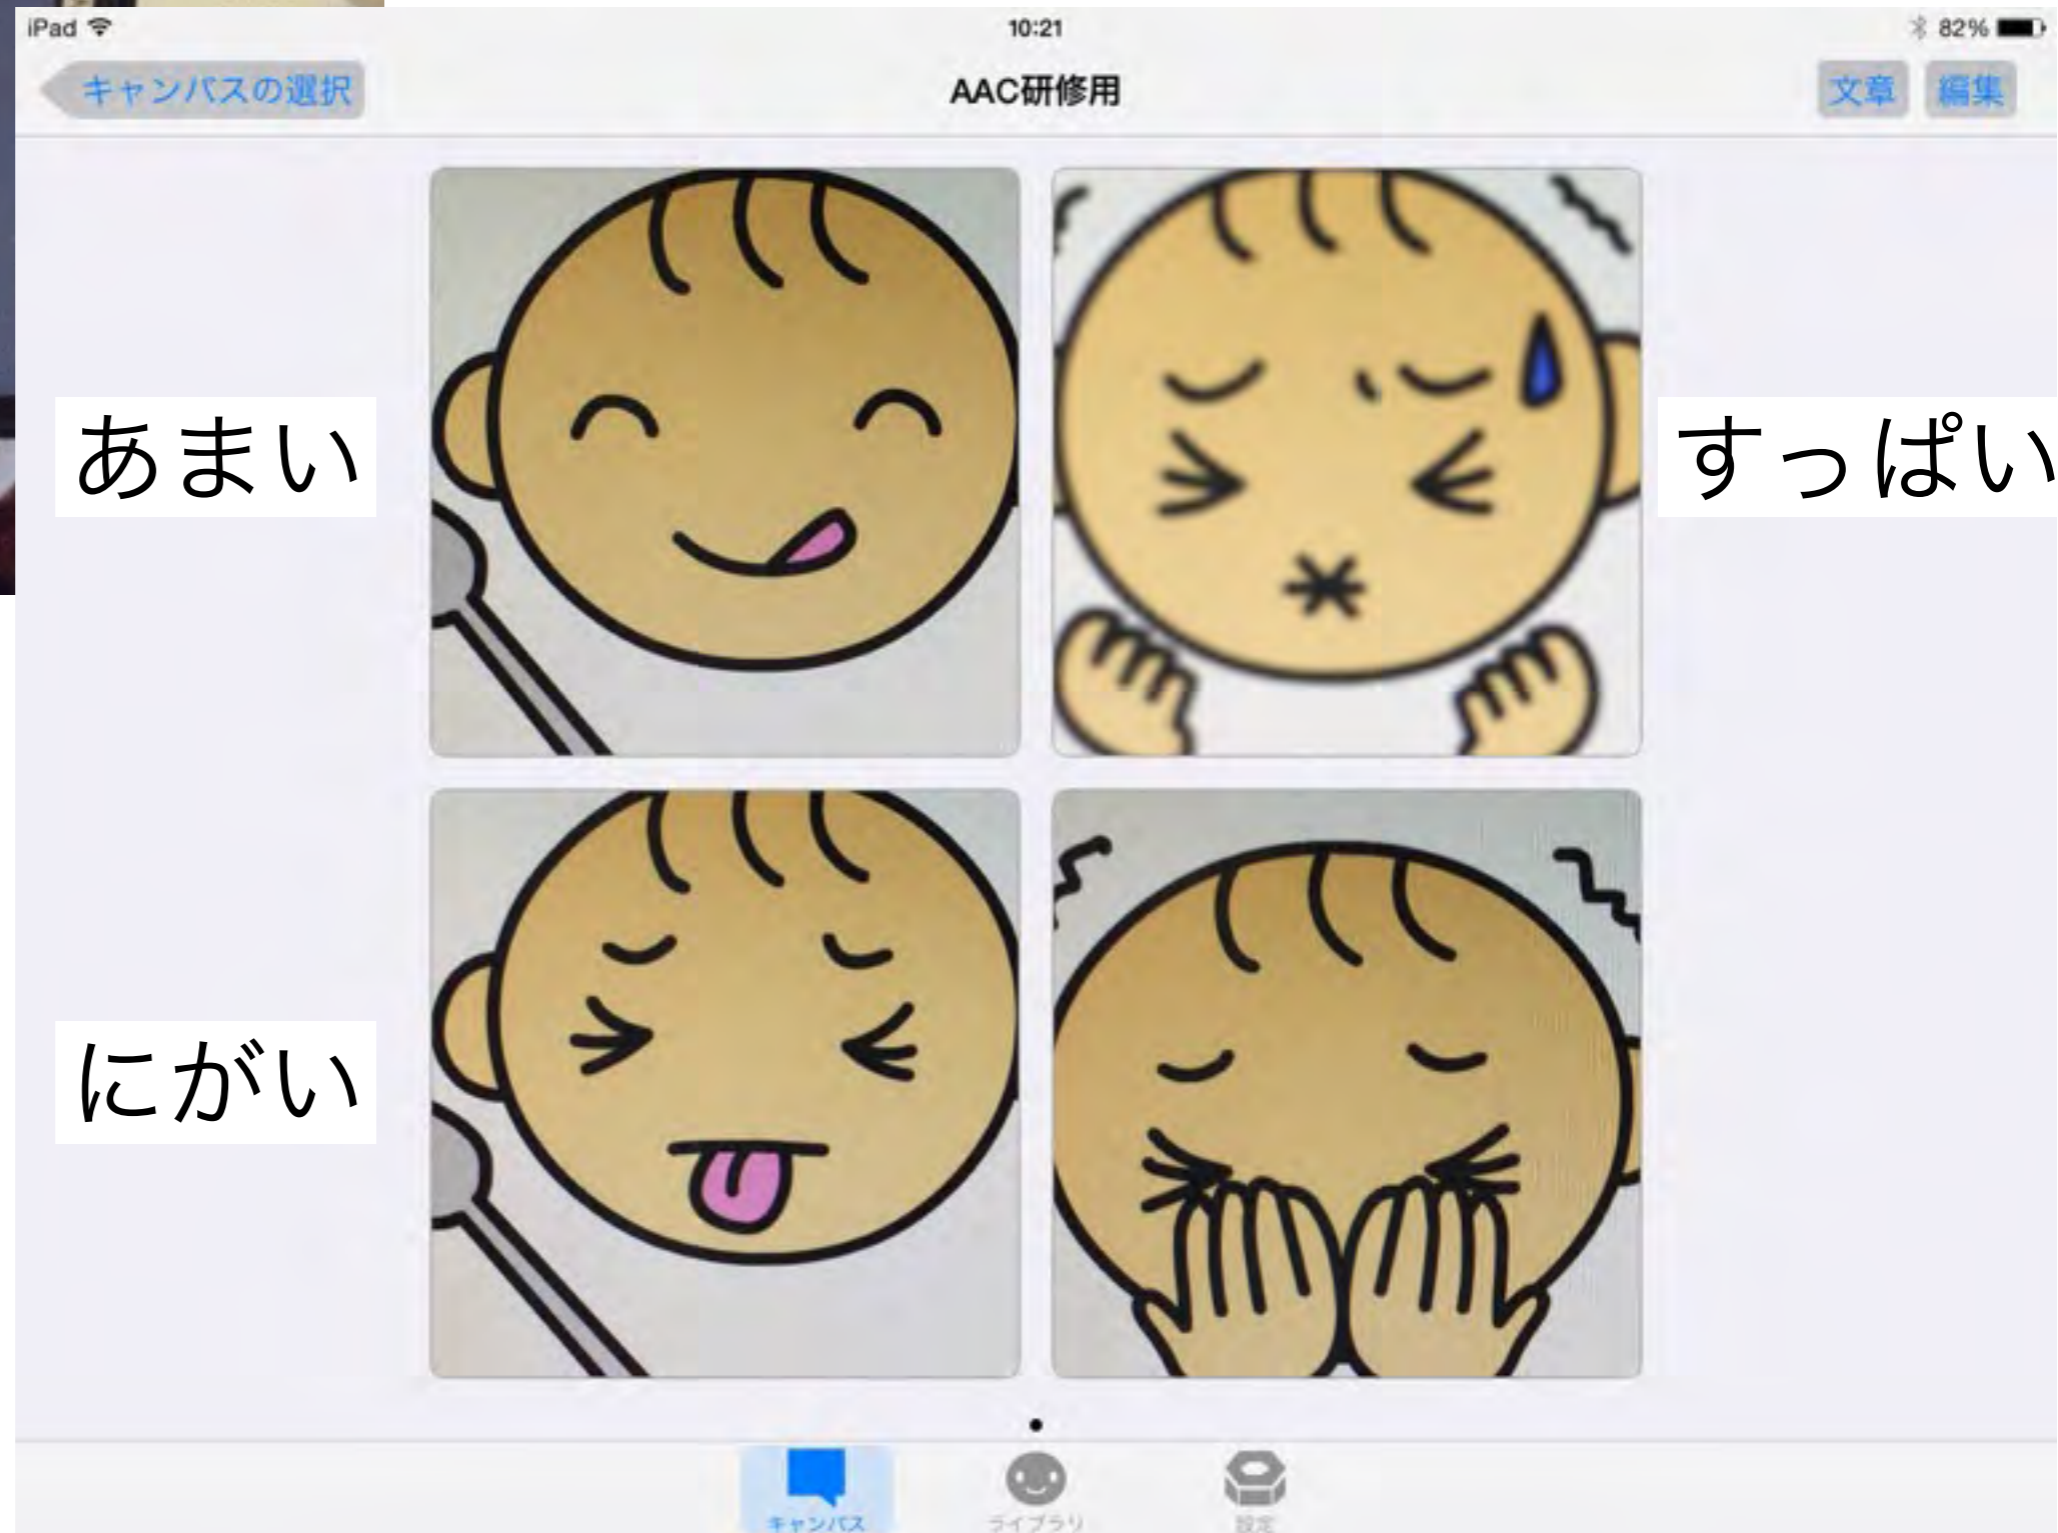 iPad
10:21
82%
キャンバスの選択
AAC研修用
文章
編集
あまい
すっぱい
にがい
キャンバス
ライブラリ
設定